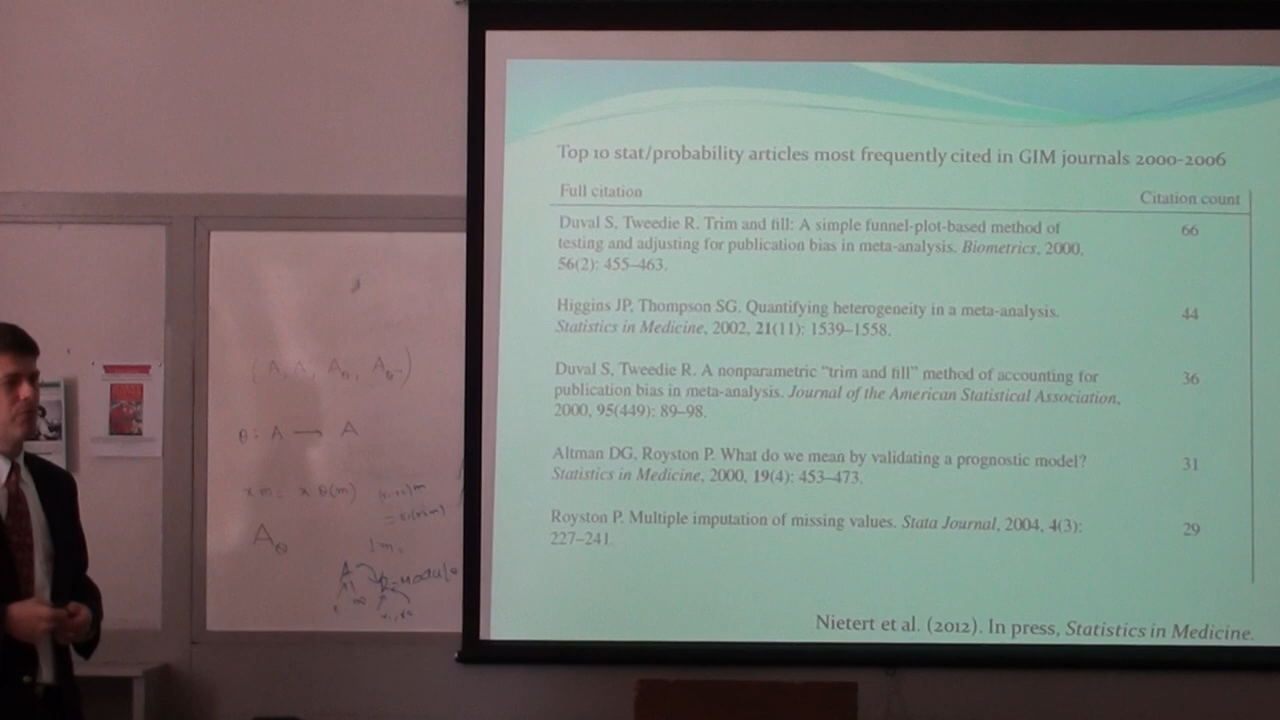 Top 10 stat/probability articles most frequently cited in GIM journals 2000-2006
Full citation Citation count
Duval S, Tweedie R. Trim and fill: A simple funnel-plot-based method of 66
testing and adjusting for publication bias in meta-analysis. Biometrics, 2000,
56(2): 455–463.
Higgins JP, Thompson SG. Quantifying heterogeneity in a meta-analysis. 44
Statistics in Medicine, 2002, 21(11): 1539–1558.
Duval S, Tweedie R. A nonparametric “trim and fill” method of accounting for 36
publication bias in meta-analysis. Journal of the American Statistical Association,
2000, 95(449): 89–98.
Altman DG, Royston P. What do we mean by validating a prognostic model? 31
Statistics in Medicine, 2000, 19(4): 453–473.
Royston P. Multiple imputation of missing values. Stata Journal, 2004, 4(3): 29
227–241.
Nietert et al. (2012). In press, Statistics in Medicine.
θ: A → A
x m = x θ(m)
A_θ
-module